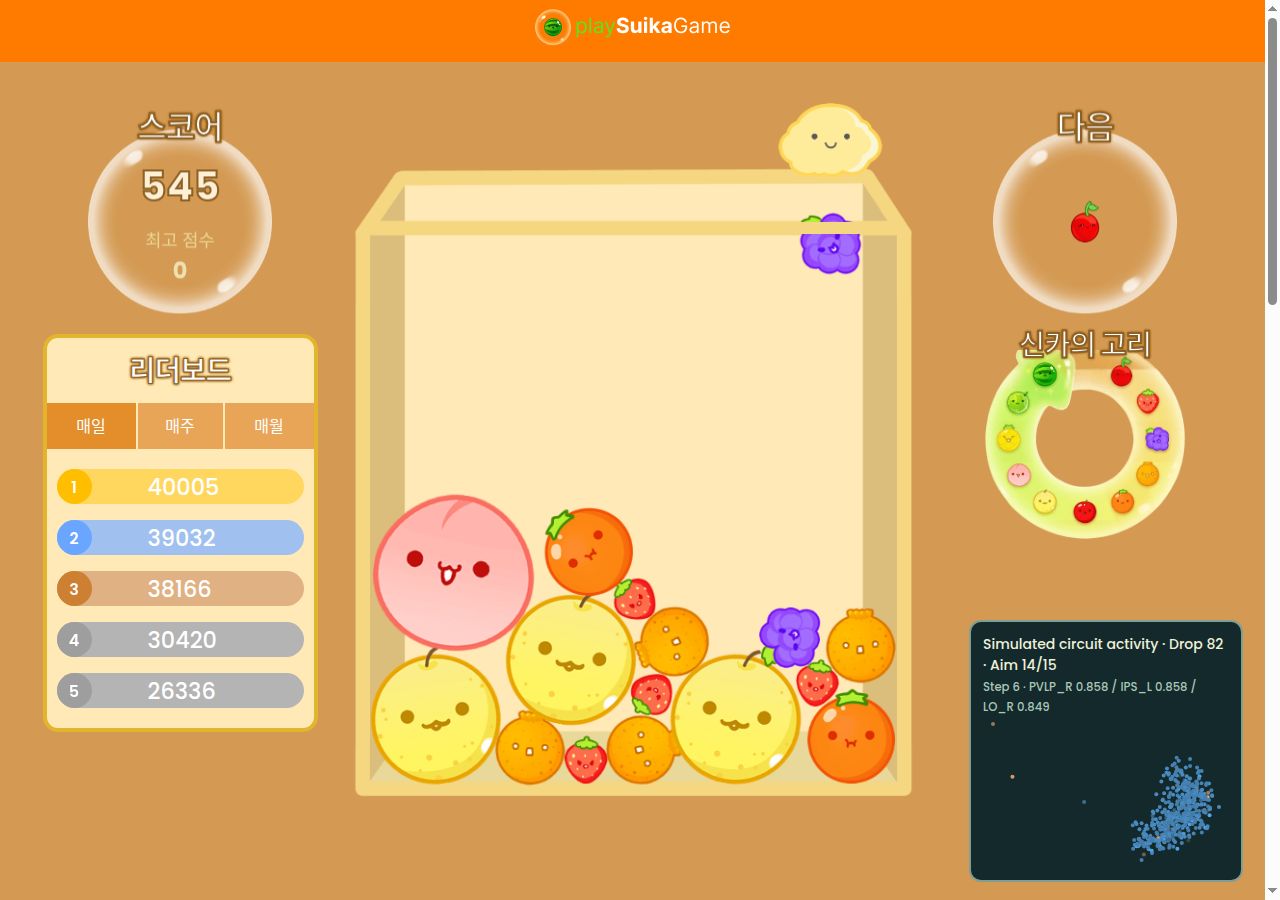 playSuikaGame
스코어
545
최고 점수
0
리더보드
매일
매주
매월
1 40005
2 39032
3 38166
4 30420
5 26336
다음
신카의 고리
Simulated circuit activity · Drop 82
· Aim 14/15
Step 6 · PVLP_R 0.858 / IPS_L 0.858 /
LO_R 0.849